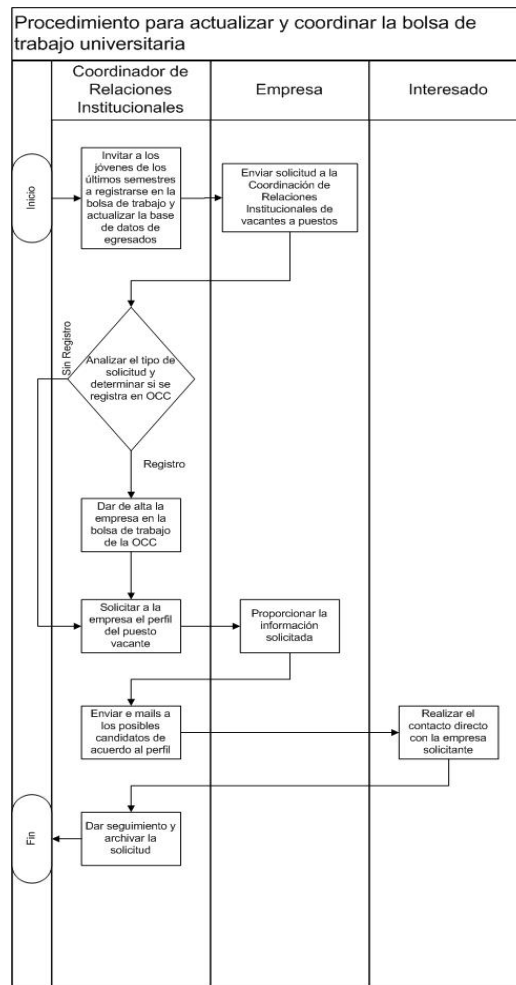 Procedimiento para actualizar y coordinar la bolsa de
trabajo universitaria
Coordinador de
Relaciones
Institucionales
Empresa
Interesado
Inicio
Invitar a los
jóvenes de los
últimos semestres
a registrarse en la
bolsa de trabajo y
actualizar la base
de datos de
egresados
Enviar solicitud a la
Coordinación de
Relaciones
Institucionales de
vacantes a puestos
Sin Registro
Analizar el tipo de
solicitud y
determinar si se
registra en OCC
Registro
Dar de alta la
empresa en la
bolsa de trabajo
de la OCC
Solicitar a la
empresa el perfil
del puesto
vacante
Proporcionar la
información
solicitada
Enviar e mails a
los posibles
candidatos de
acuerdo al perfil
Realizar el
contacto directo
con la empresa
solicitante
Fin
Dar seguimiento y
archivar la
solicitud